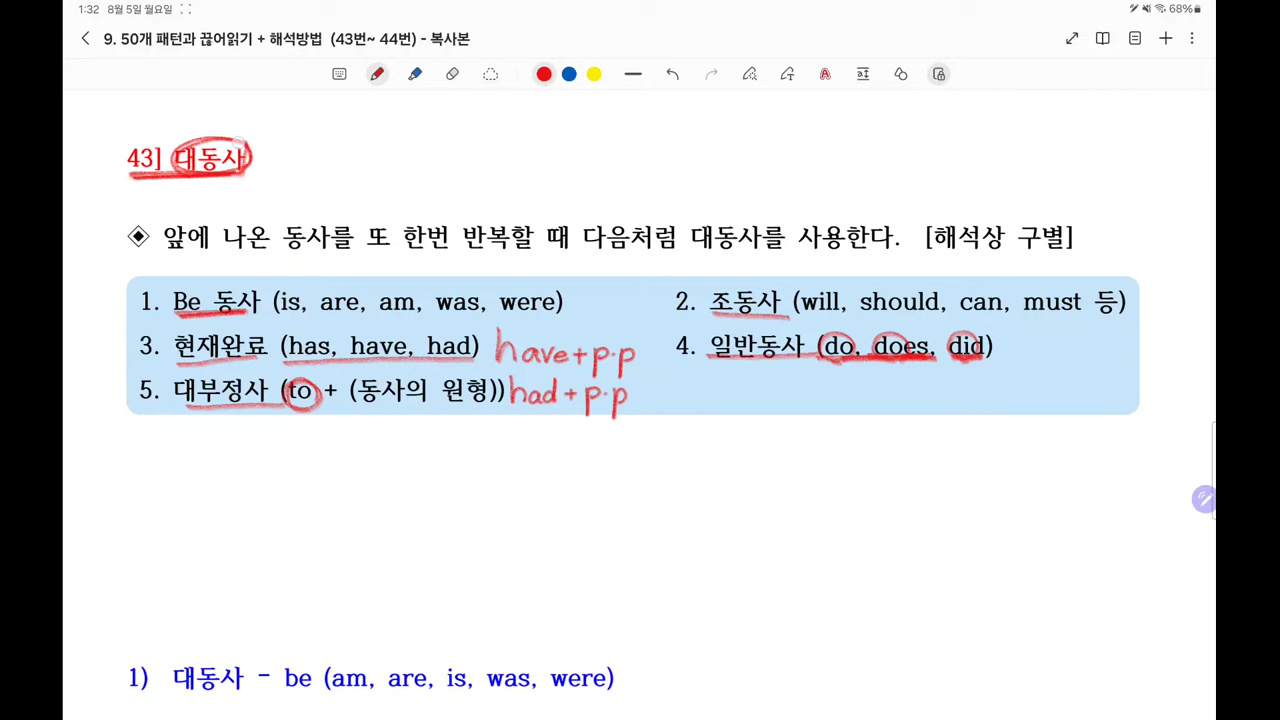 1:32 8월 5일 월요일 68%
9. 50개 패턴과 끊어읽기 + 해석방법 (43번~ 44번) - 복사본
43] 대동사
◈ 앞에 나온 동사를 또 한번 반복할 때 다음처럼 대동사를 사용한다. [해석상 구별]
1. Be 동사 (is, are, am, was, were) 2. 조동사 (will, should, can, must 등)
3. 현재완료 (has, have, had) have+p·p 4. 일반동사 (do, does, did)
5. 대부정사 (to + (동사의 원형)) had+p·p
1) 대동사 - be (am, are, is, was, were)